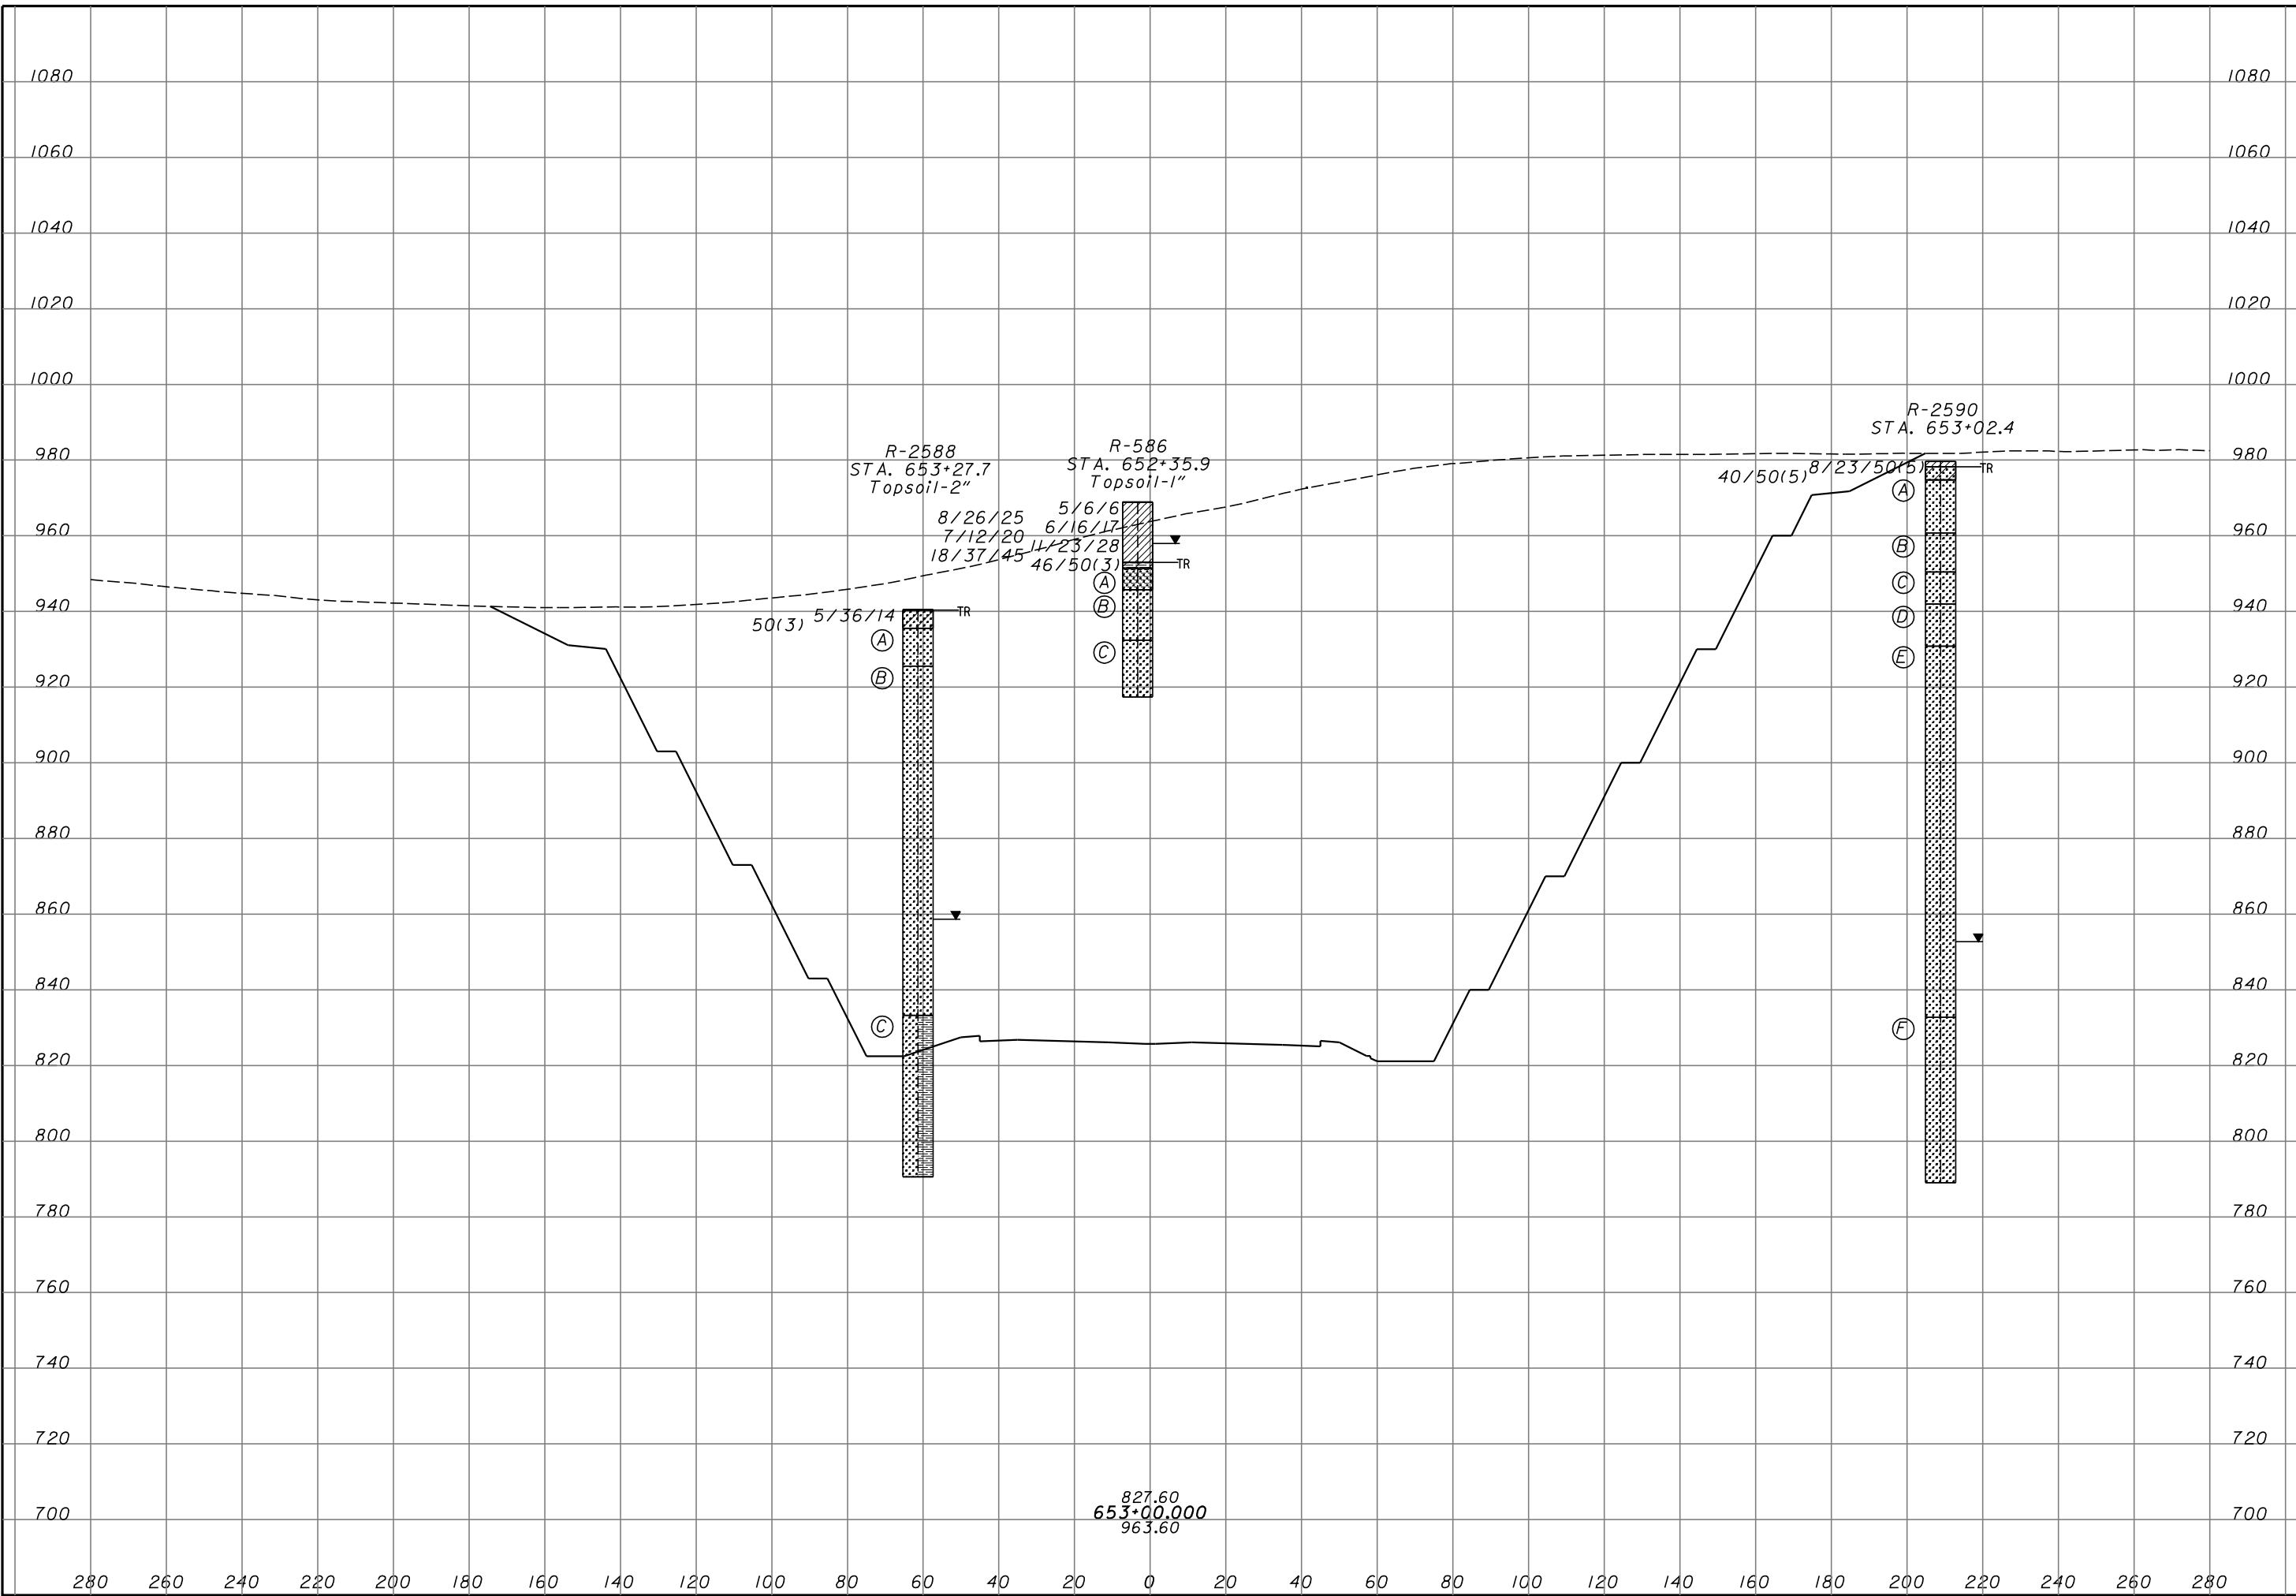 1080 1080
1060 1060
1040 1040
1020 1020
1000 1000
R-2590
STA. 653+02.4
R-586
STA. 652+35.9
Topsoil-1"
R-2588
STA. 653+27.7
Topsoil-2"
980 980
8/23/50(5) TR
40/50(5)
A
5/6/6
8/26/25
6/16/17
960 960
7/12/20
11/23/28
B
18/37/45
46/50(3) TR
A
C
B
940 940
5/36/14 TR
D
50(3)
A
C
E
B
920 920
900 900
880 880
860 860
840 840
C
F
820 820
800 800
780 780
760 760
740 740
720 720
827.60
700 653+00.000 700
963.60
280 260 240 220 200 180 160 140 120 100 80 60 40 20 0 20 40 60 80 100 120 140 160 180 200 220 240 260 280